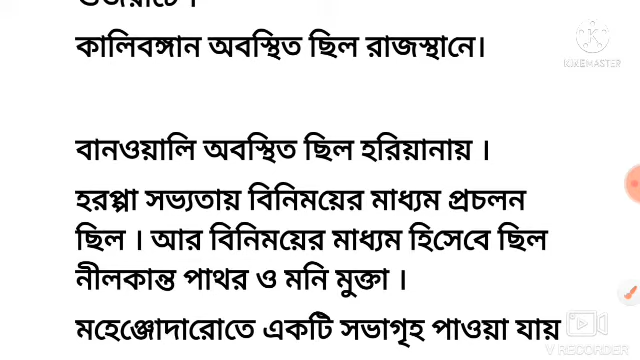 গুজরাটে ।
কালিবঙ্গান অবস্থিত ছিল রাজস্থানে।
KINEMASTER
বানওয়ালি অবস্থিত ছিল হরিয়ানায় ।
হরপ্পা সভ্যতায় বিনিময়ের মাধ্যম প্রচলন
ছিল । আর বিনিময়ের মাধ্যম হিসেবে ছিল
নীলকান্ত পাথর ও মনি মুক্তা ।
মহেঞ্জোদারোতে একটি সভাগৃহ পাওয়া যায়
V RECORDER